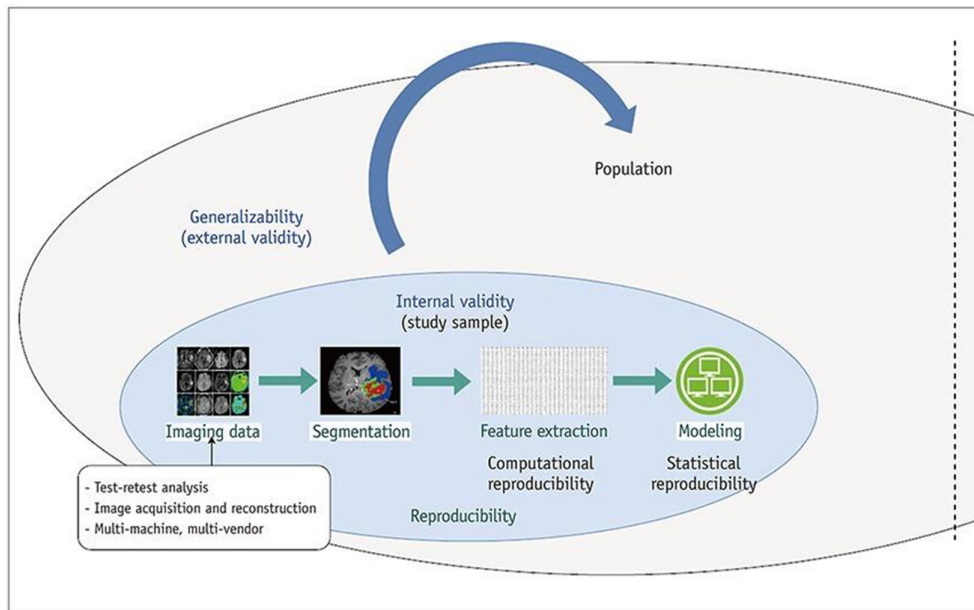 Population
Generalizability
(external validity)
Internal validity
(study sample)
Imaging data
Segmentation
Feature extraction
Modeling
Computational
reproducibility
Statistical
reproducibility
- Test-retest analysis
- Image acquisition and reconstruction
- Multi-machine, multi-vendor
Reproducibility